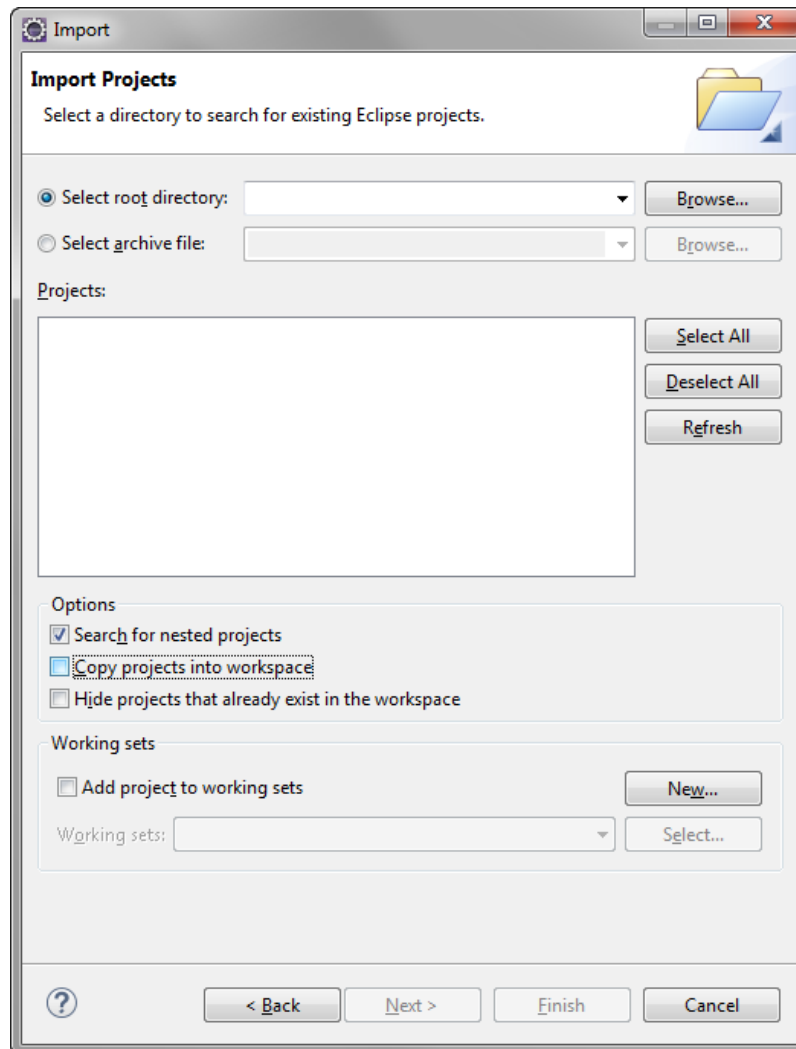 Import
Import Projects
Select a directory to search for existing Eclipse projects.
Select root directory: Browse...
Select archive file: Browse...
Projects:
Select All
Deselect All
Refresh
Options
Search for nested projects
Copy projects into workspace
Hide projects that already exist in the workspace
Working sets
Add project to working sets New...
Working sets: Select...
? < Back Next > Finish Cancel